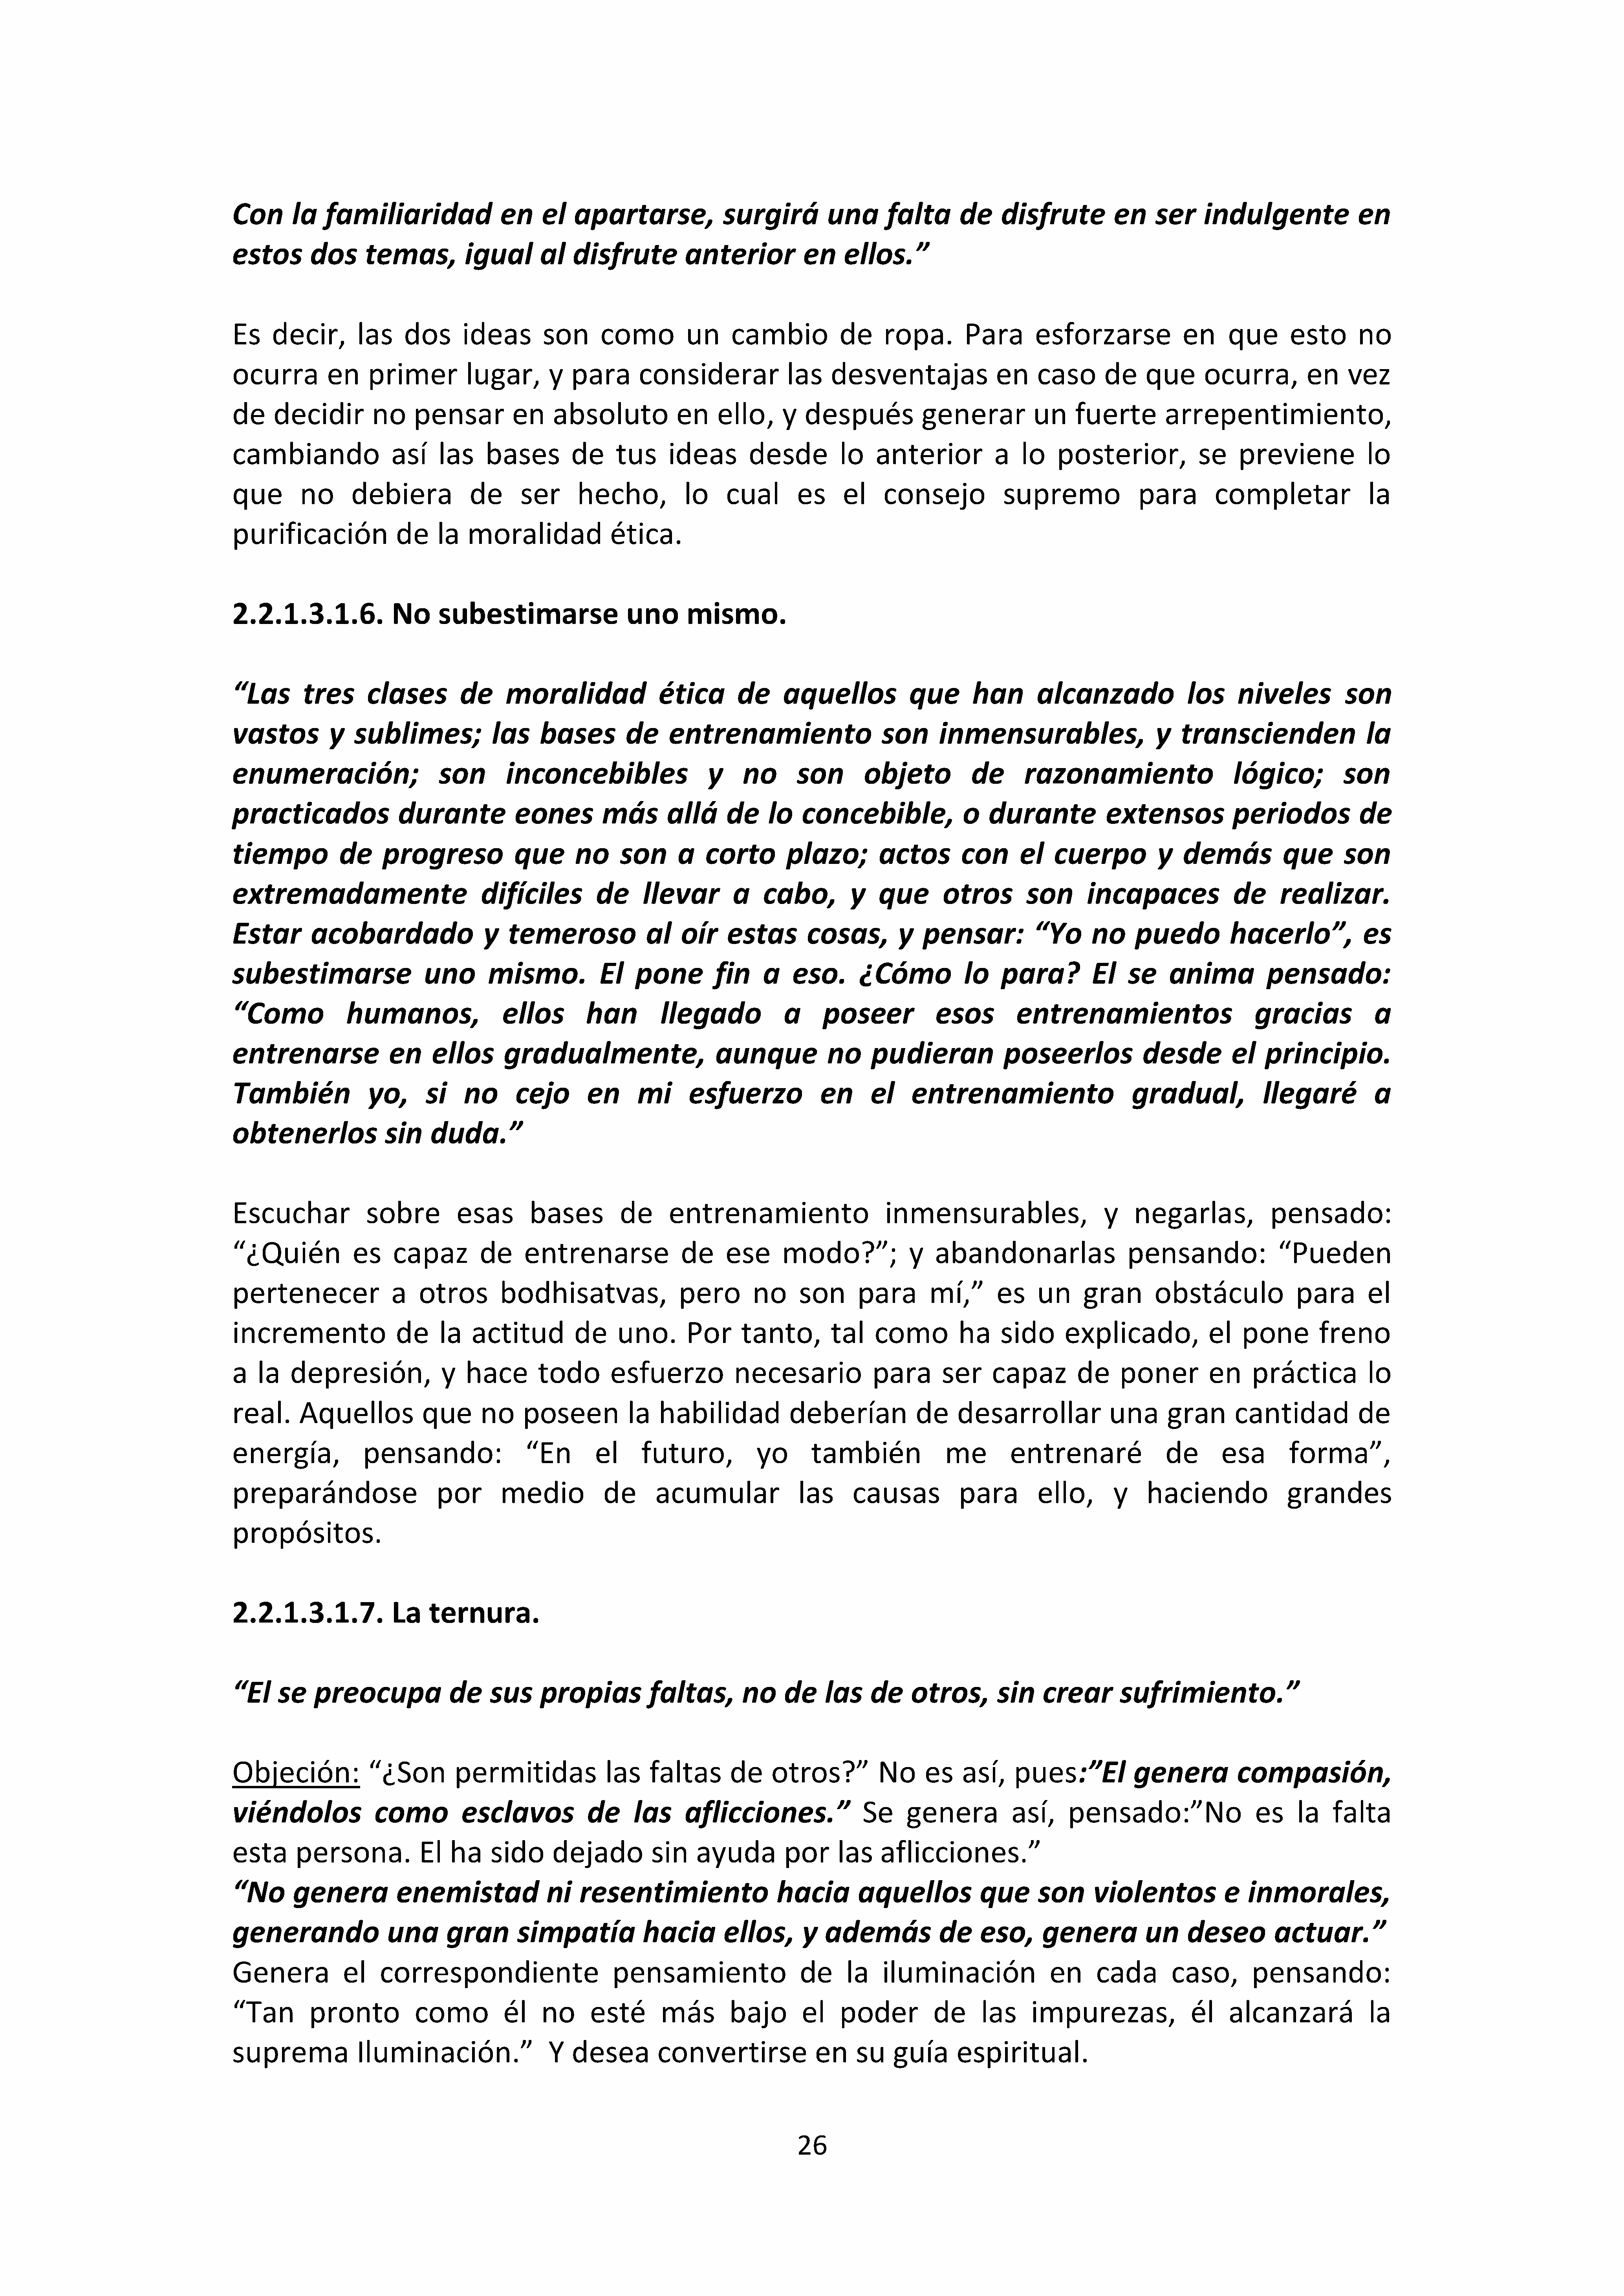 Con la familiaridad en el apartarse, surgirá una falta de disfrute en ser indulgente en
estos dos temas, igual al disfrute anterior en ellos.”
Es decir, las dos ideas son como un cambio de ropa. Para esforzarse en que esto no
ocurra en primer lugar, y para considerar las desventajas en caso de que ocurra, en vez
de decidir no pensar en absoluto en ello, y después generar un fuerte arrepentimiento,
cambiando así las bases de tus ideas desde lo anterior a lo posterior, se previene lo
que no debiera de ser hecho, lo cual es el consejo supremo para completar la
purificación de la moralidad ética.
2.2.1.3.1.6. No subestimarse uno mismo.
“Las tres clases de moralidad ética de aquellos que han alcanzado los niveles son
vastos y sublimes; las bases de entrenamiento son inmensurables, y transcienden la
enumeración; son inconcebibles y no son objeto de razonamiento lógico; son
practicados durante eones más allá de lo concebible, o durante extensos periodos de
tiempo de progreso que no son a corto plazo; actos con el cuerpo y demás que son
extremadamente difíciles de llevar a cabo, y que otros son incapaces de realizar.
Estar acobardado y temeroso al oír estas cosas, y pensar: “Yo no puedo hacerlo”, es
subestimarse uno mismo. El pone fin a eso. ¿Cómo lo para? El se anima pensado:
“Como humanos, ellos han llegado a poseer esos entrenamientos gracias a
entrenarse en ellos gradualmente, aunque no pudieran poseerlos desde el principio.
También yo, si no cejo en mi esfuerzo en el entrenamiento gradual, llegaré a
obtenerlos sin duda.”
Escuchar sobre esas bases de entrenamiento inmensurables, y negarlas, pensado:
“¿Quién es capaz de entrenarse de ese modo?”; y abandonarlas pensando: “Pueden
pertenecer a otros bodhisatvas, pero no son para mí,” es un gran obstáculo para el
incremento de la actitud de uno. Por tanto, tal como ha sido explicado, el pone freno
a la depresión, y hace todo esfuerzo necesario para ser capaz de poner en práctica lo
real. Aquellos que no poseen la habilidad deberían de desarrollar una gran cantidad de
energía, pensando: “En el futuro, yo también me entrenaré de esa forma”,
preparándose por medio de acumular las causas para ello, y haciendo grandes
propósitos.
2.2.1.3.1.7. La ternura.
“El se preocupa de sus propias faltas, no de las de otros, sin crear sufrimiento.”
Objeción: “¿Son permitidas las faltas de otros?” No es así, pues:”El genera compasión,
viéndolos como esclavos de las aflicciones.” Se genera así, pensado:”No es la falta
esta persona. El ha sido dejado sin ayuda por las aflicciones.”
“No genera enemistad ni resentimiento hacia aquellos que son violentos e inmorales,
generando una gran simpatía hacia ellos, y además de eso, genera un deseo actuar.”
Genera el correspondiente pensamiento de la iluminación en cada caso, pensando:
“Tan pronto como él no esté más bajo el poder de las impurezas, él alcanzará la
suprema Iluminación.” Y desea convertirse en su guía espiritual.
26